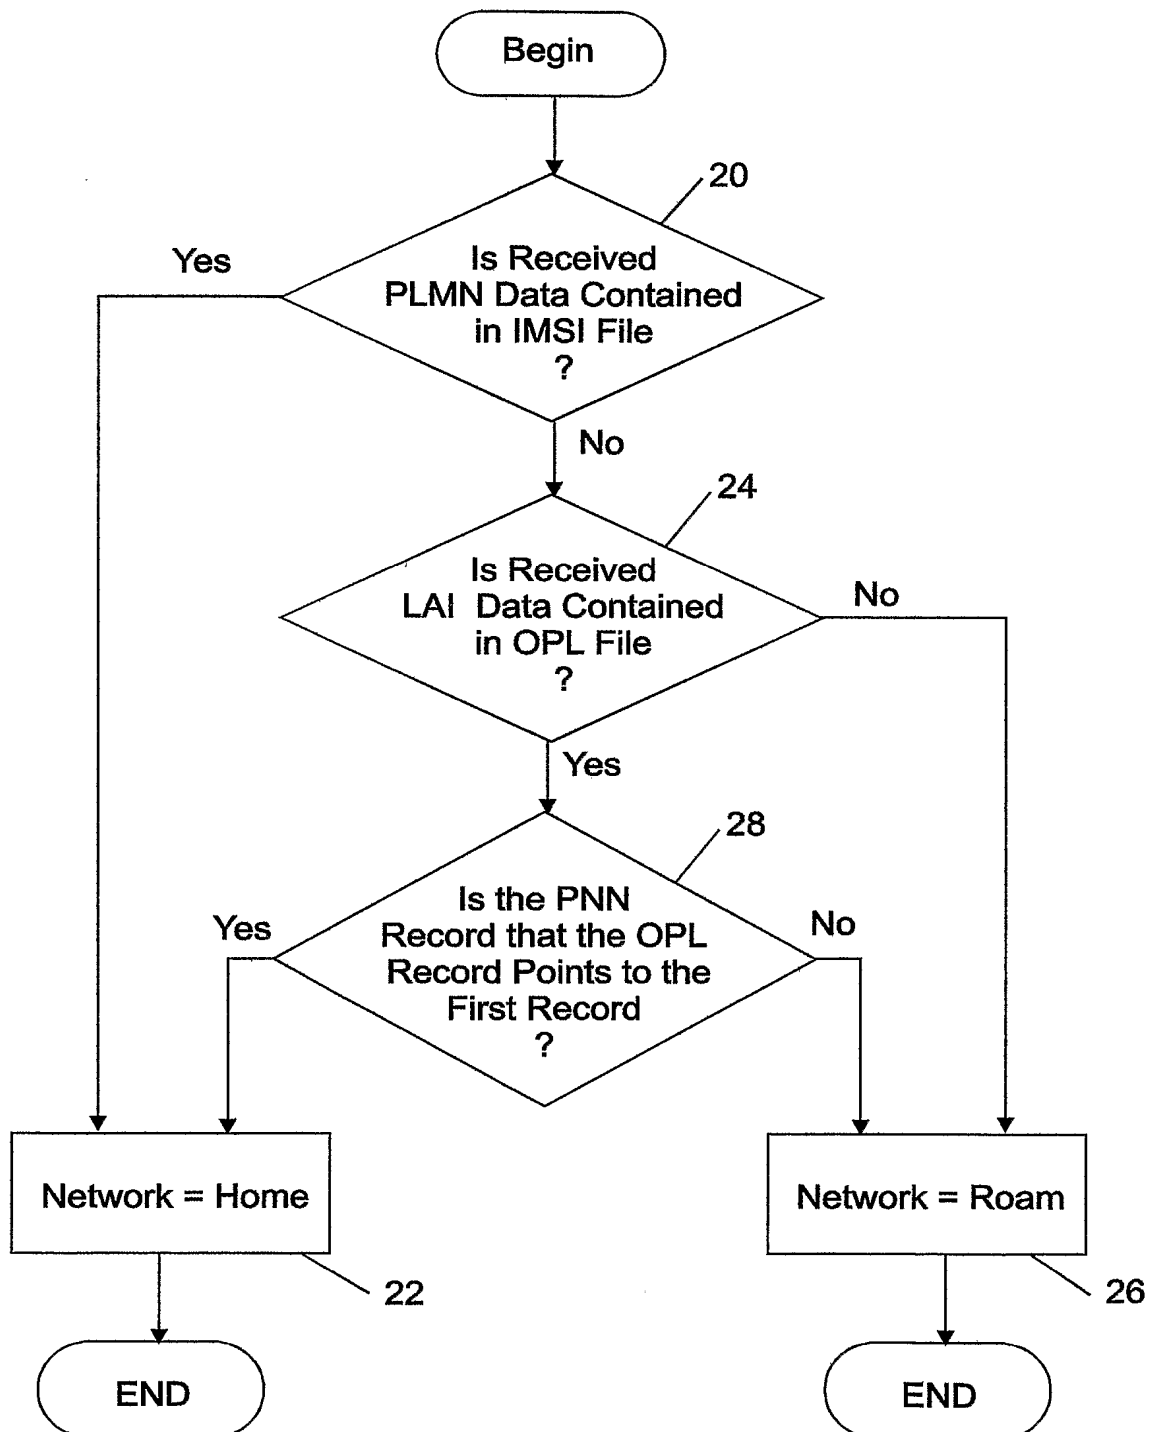 Begin
20
Yes
Is Received
PLMN Data Contained
in IMSI File
?
No
24
Is Received
LAI Data Contained
in OPL File
?
No
Yes
28
Is the PNN
Record that the OPL
Record Points to the
First Record
?
Yes
No
Network = Home
Network = Roam
22
26
END
END